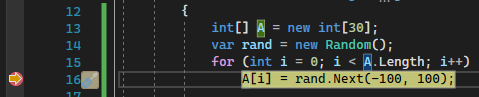 12 {
13 int[] A = new int[30];
14 var rand = new Random();
15 for (int i = 0; i < A.Length; i++)
16 A[i] = rand.Next(-100, 100);